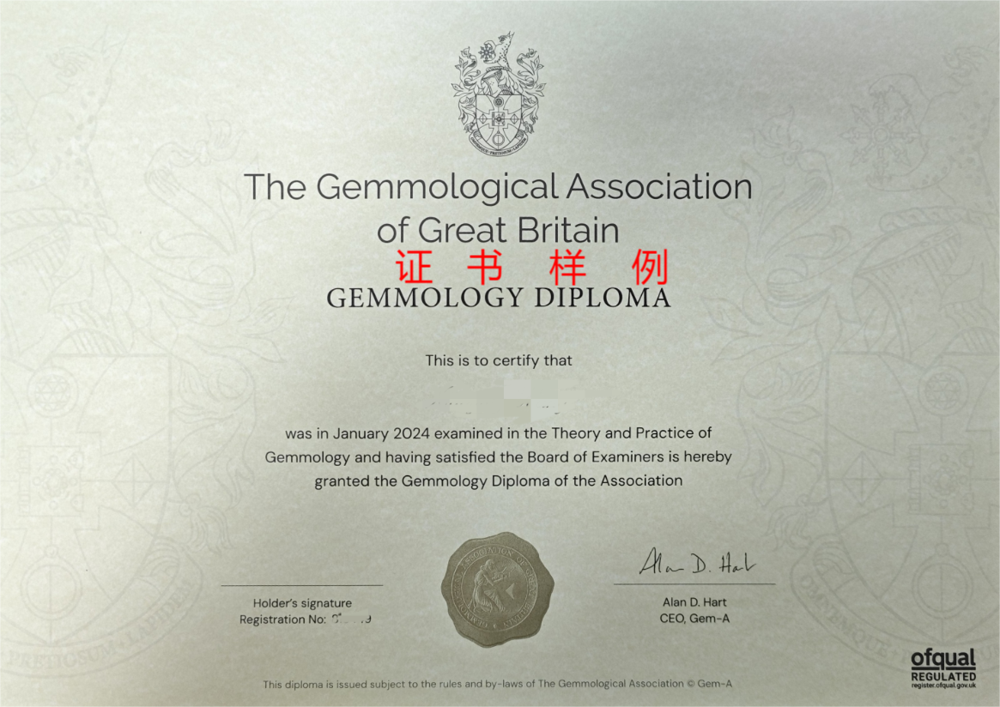 The Gemmological Association
of Great Britain
证书样例
GEMMOLOGY DIPLOMA
This is to certify that
was in January 2024 examined in the Theory and Practice of
Gemmology and having satisfied the Board of Examiners is hereby
granted the Gemmology Diploma of the Association
Alan D. Hart
Holder's signature
Registration No:
Alan D. Hart
CEO, Gem-A
ofqual
REGULATED
register.ofqual.gov.uk
This diploma is issued subject to the rules and by-laws of The Gemmological Association © Gem-A